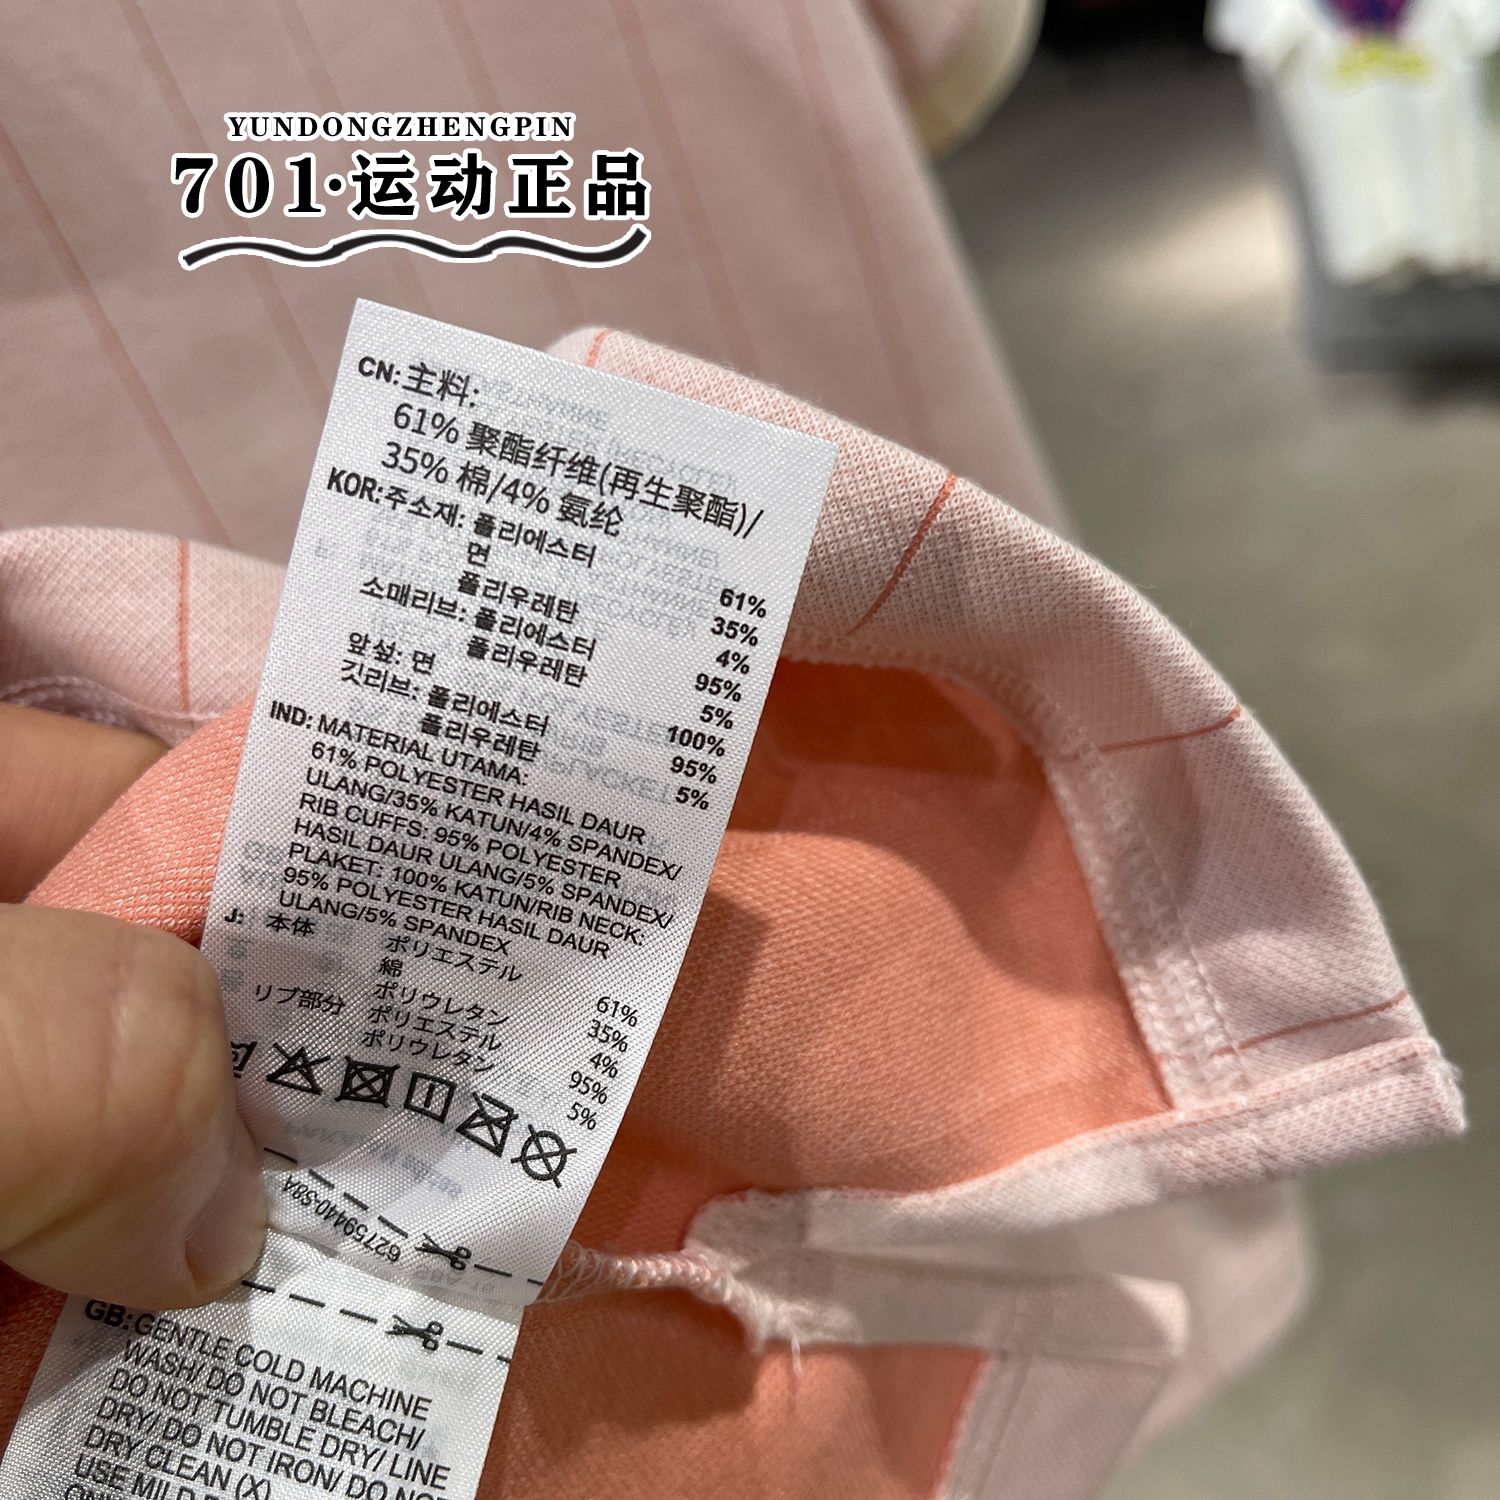 YUNDONGZHENGPIN
701·运动正品
CN:主料:
61% 聚酯纤维(再生聚酯)/
35% 棉/4% 氨纶
KOR:주소재: 폴리에스터 61%
면 35%
폴리우레탄 4%
소매리브: 폴리에스터 95%
폴리우레탄 5%
앞섶: 면 100%
깃리브: 폴리에스터 95%
폴리우레탄 5%
IND: MATERIAL UTAMA:
61% POLYESTER HASIL DAUR
ULANG/35% KATUN/4% SPANDEX/
RIB CUFFS: 95% POLYESTER
HASIL DAUR ULANG/5% SPANDEX/
PLAKET: 100% KATUN/RIB NECK:
95% POLYESTER HASIL DAUR
ULANG/5% SPANDEX
J: 本体 ポリエステル 61%
綿 35%
ポリウレタン 4%
リブ部分 ポリエステル 95%
ポリウレタン 5%
62759440-S9A
GB:GENTLE COLD MACHINE
WASH/ DO NOT BLEACH/
DO NOT TUMBLE DRY/ LINE
DRY/ DO NOT IRON/ DO NOT
DRY CLEAN (X)
USE MILD